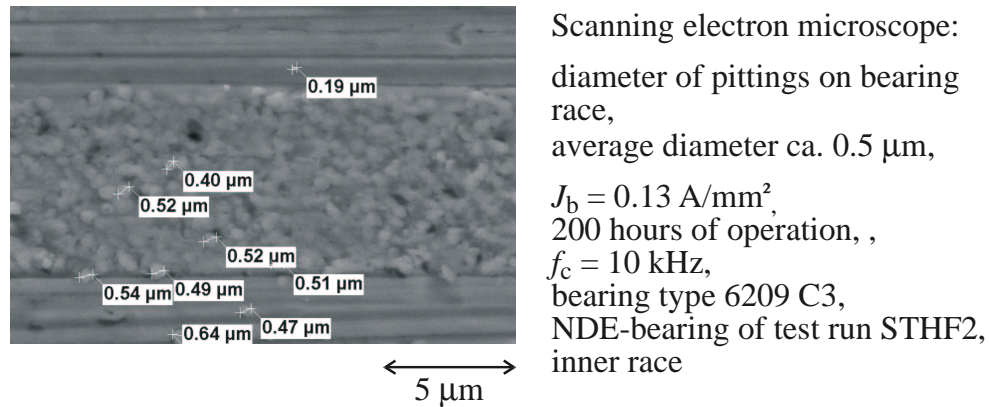 0.19 µm
0.40 µm
0.52 µm
0.52 µm
0.51 µm
0.54 µm
0.49 µm
0.47 µm
0.64 µm
5 µm
Scanning electron microscope:
diameter of pittings on bearing
race,
average diameter ca. 0.5 µm,
J_b = 0.13 A/mm²,
200 hours of operation, ,
f_c = 10 kHz,
bearing type 6209 C3,
NDE-bearing of test run STHF2,
inner race